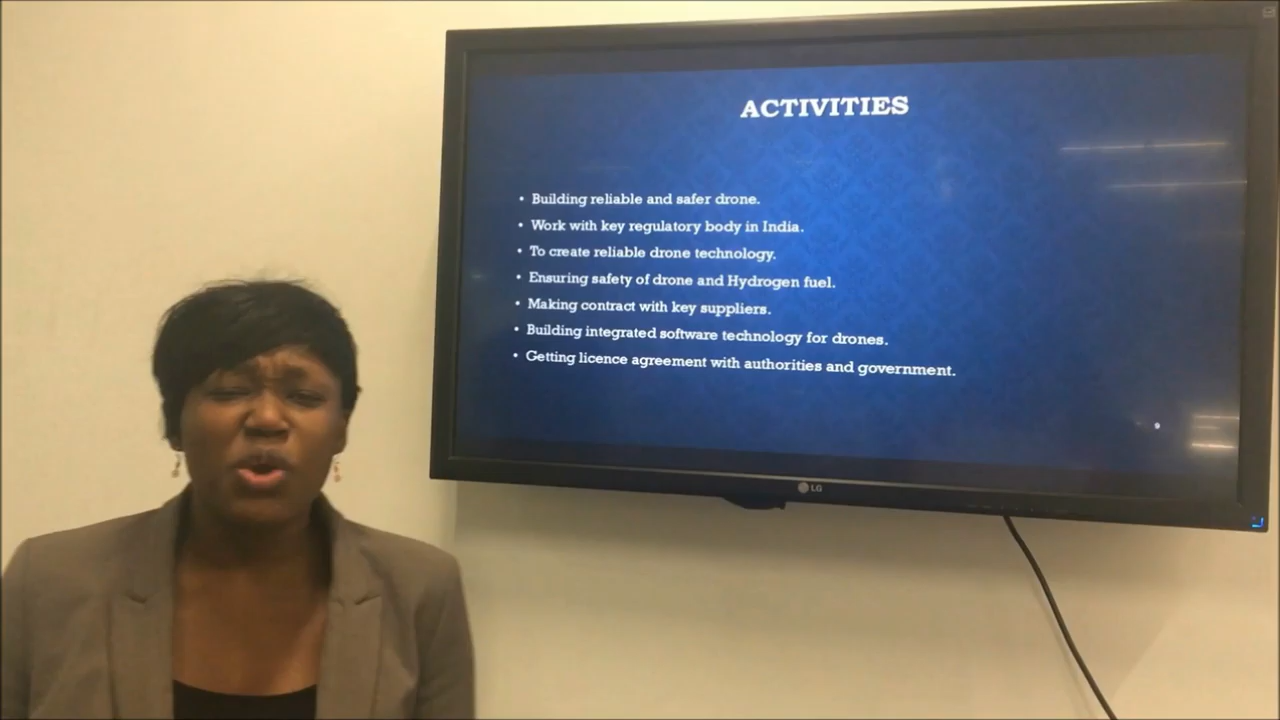 ACTIVITIES
• Building reliable and safer drone.
• Work with key regulatory body in India.
• To create reliable drone technology.
• Ensuring safety of drone and Hydrogen fuel.
• Making contract with key suppliers.
• Building integrated software technology for drones.
• Getting licence agreement with authorities and government.
9
LG